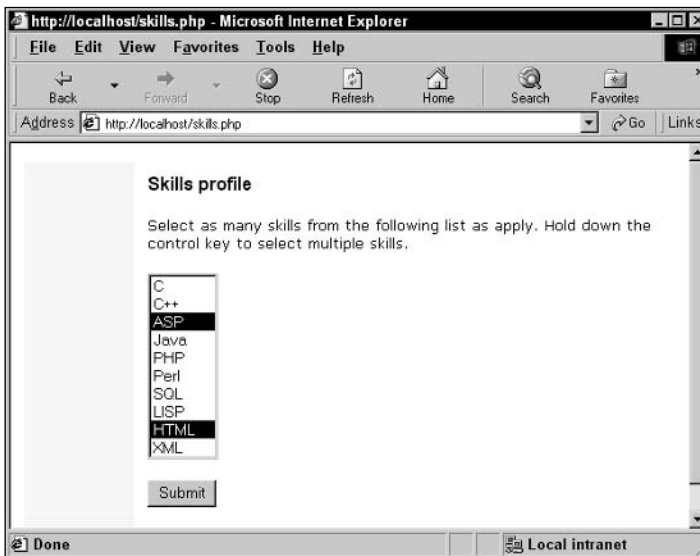 http://localhost/skills.php - Microsoft Internet Explorer
File Edit View Favorites Tools Help
Back Forward Stop Refresh Home Search Favorites
Address http://localhost/skills.php Go Links
Skills profile
Select as many skills from the following list as apply. Hold down the
control key to select multiple skills.
C
C++
ASP
Java
PHP
Perl
SQL
LISP
HTML
XML
Submit
Done Local intranet